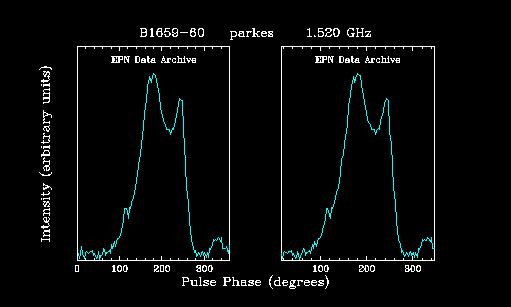 B1659-60 parkes 1.520 GHz
EPN Data Archive EPN Data Archive
Intensity (arbitrary units)
0 100 200 300 100 200 300
Pulse Phase (degrees)